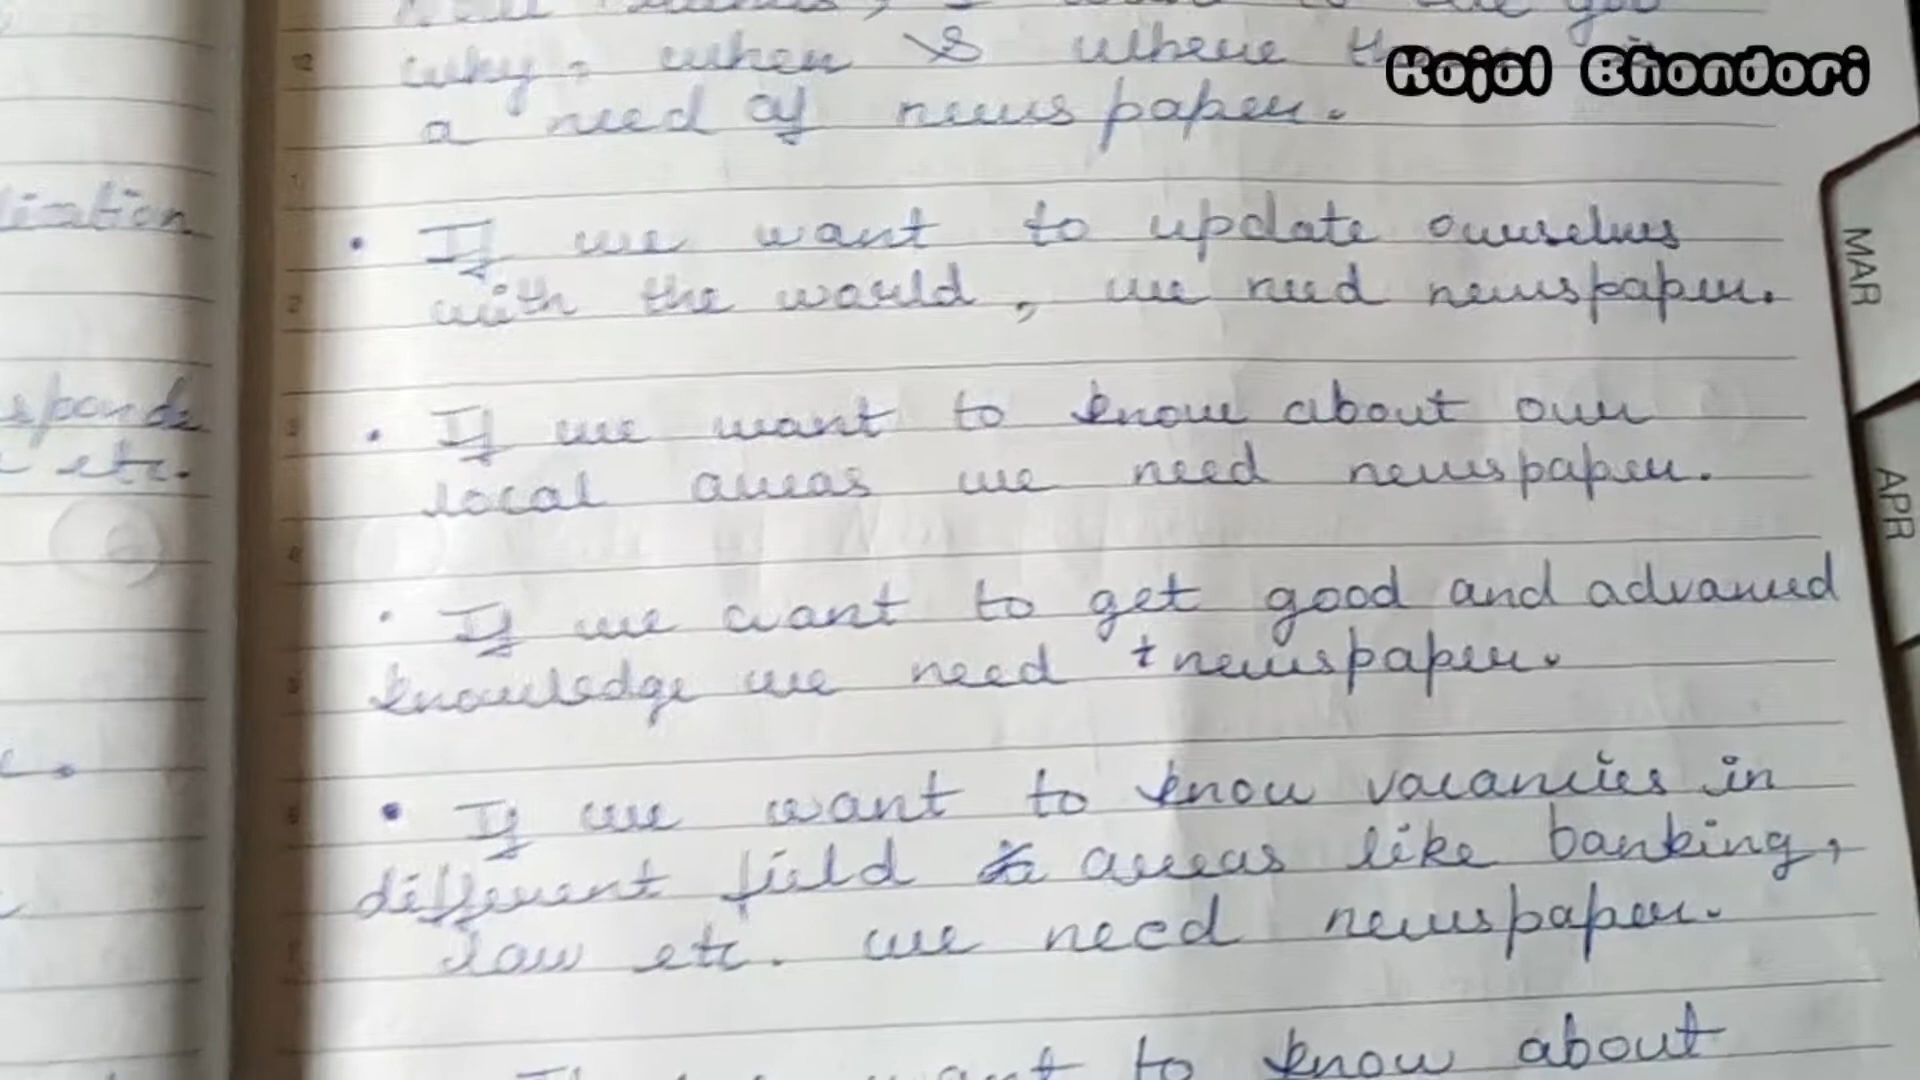 why, when & where
a need of newspaper.
Kajal Bhandari
• If we want to update ourselves
with the world, we need newspaper.
• If we want to know about our
local areas we need newspaper.
• If we want to get good and advanced
knowledge we need newspaper.
• If we want to know vacancies in
different field areas like banking,
law etc. we need newspaper.
to know about
etc.
MAR
APR